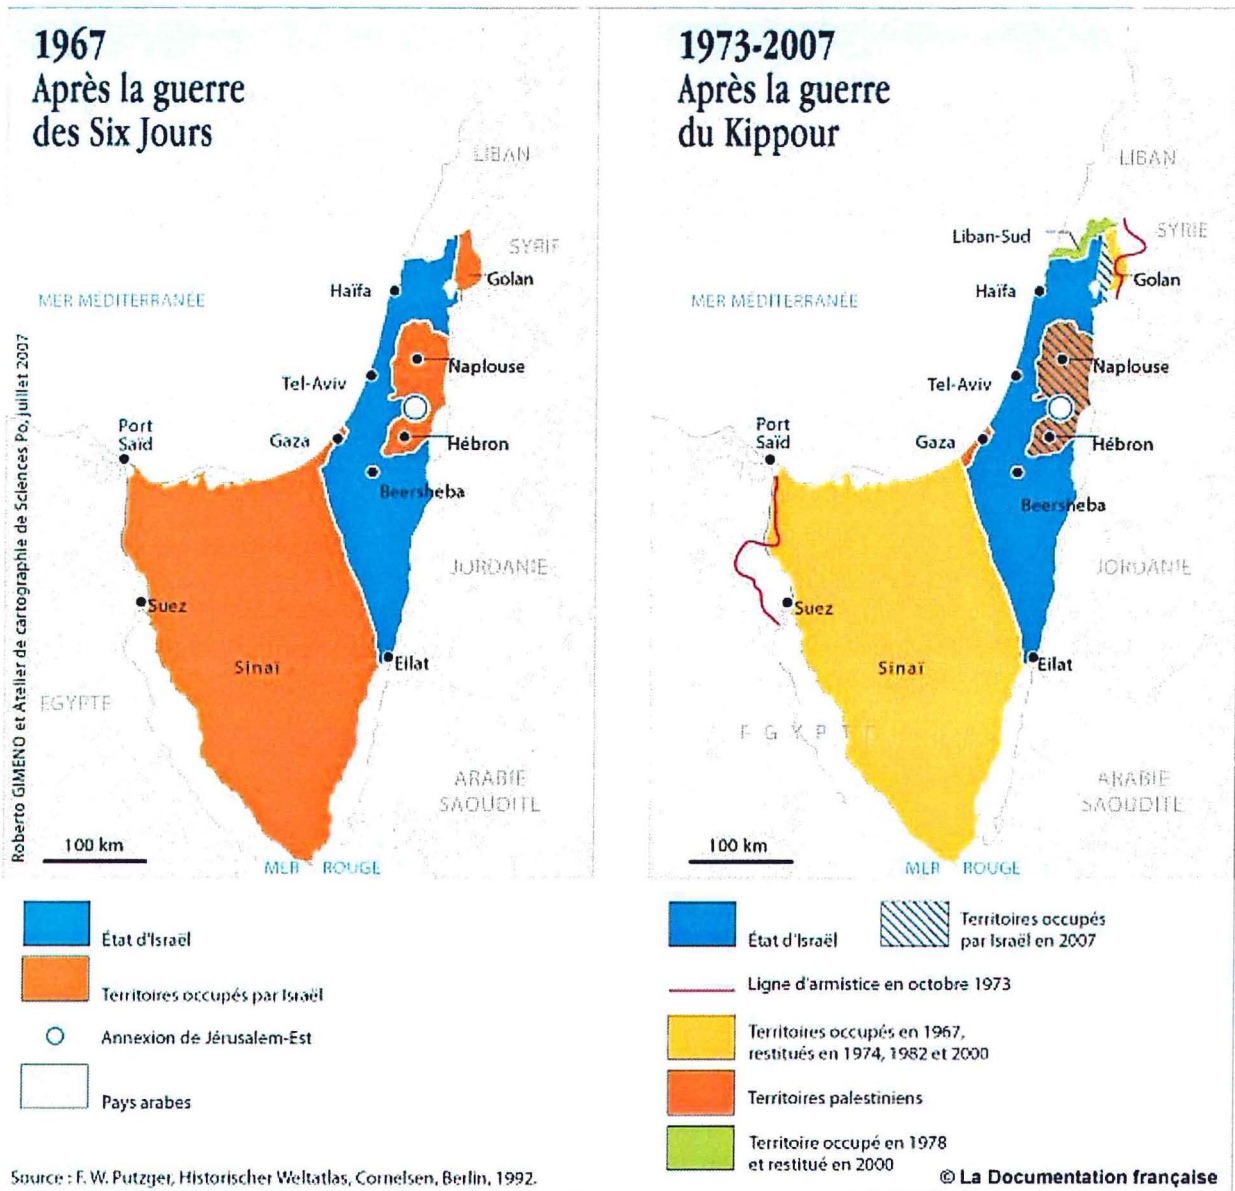 1967
Après la guerre
des Six Jours
LIBAN
SYRIE
Golan
Haïfa
MER MÉDITERRANÉE
Naplouse
Tel-Aviv
Port
Saïd
Gaza
Hébron
Beersheba
JORDANIE
Suez
Sinaï
Eilat
ÉGYPTE
ARABIE
SAOUDITE
100 km
MER ROUGE
Roberto GIMENO et Atelier de cartographie de Sciences Po, juillet 2007
État d'Israël
Territoires occupés par Israël
Annexion de Jérusalem-Est
Pays arabes
Source : F. W. Putzger, Historischer Weltatlas, Cornelsen, Berlin, 1992.
1973-2007
Après la guerre
du Kippour
LIBAN
Liban-Sud
SYRIE
Golan
Haïfa
MER MÉDITERRANÉE
Naplouse
Tel-Aviv
Port
Saïd
Gaza
Hébron
Beersheba
JORDANIE
Suez
Sinaï
Eilat
EGYPTE
ARABIE
SAOUDITE
100 km
MER ROUGE
État d'Israël
Territoires occupés
par Israël en 2007
Ligne d'armistice en octobre 1973
Territoires occupés en 1967,
restitués en 1974, 1982 et 2000
Territoires palestiniens
Territoire occupé en 1978
et restitué en 2000
© La Documentation française